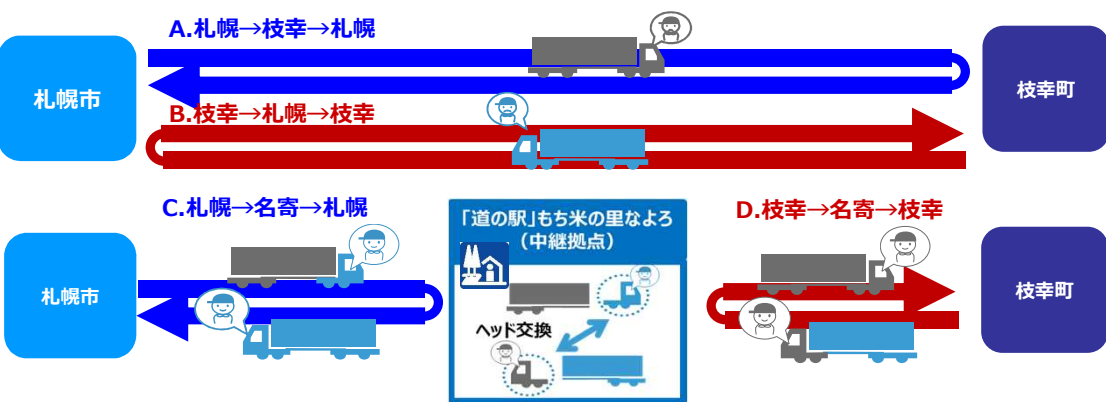 A.札幌→枝幸→札幌
札幌市
枝幸町
B.枝幸→札幌→枝幸
C.札幌→名寄→札幌
「道の駅」もち米の里なよろ
（中継拠点）
D.枝幸→名寄→枝幸
札幌市
枝幸町
ヘッド交換